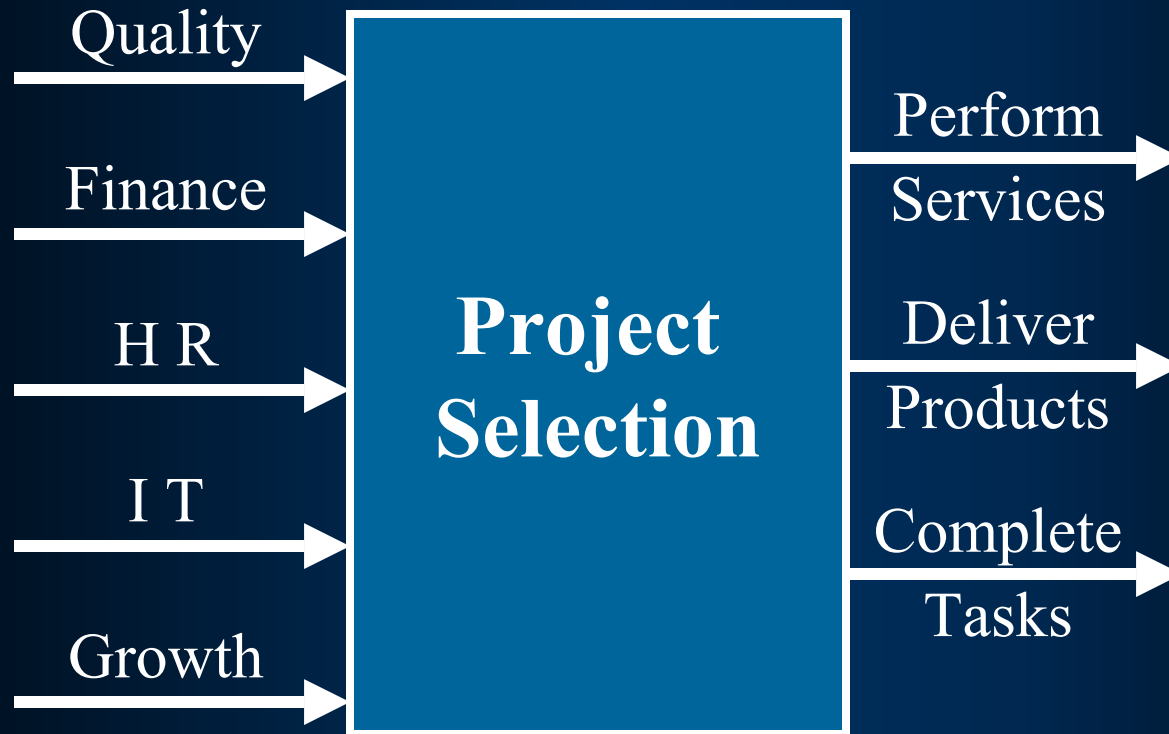 Quality
Finance
H R
I T
Growth
Project
Selection
Perform
Services
Deliver
Products
Complete
Tasks